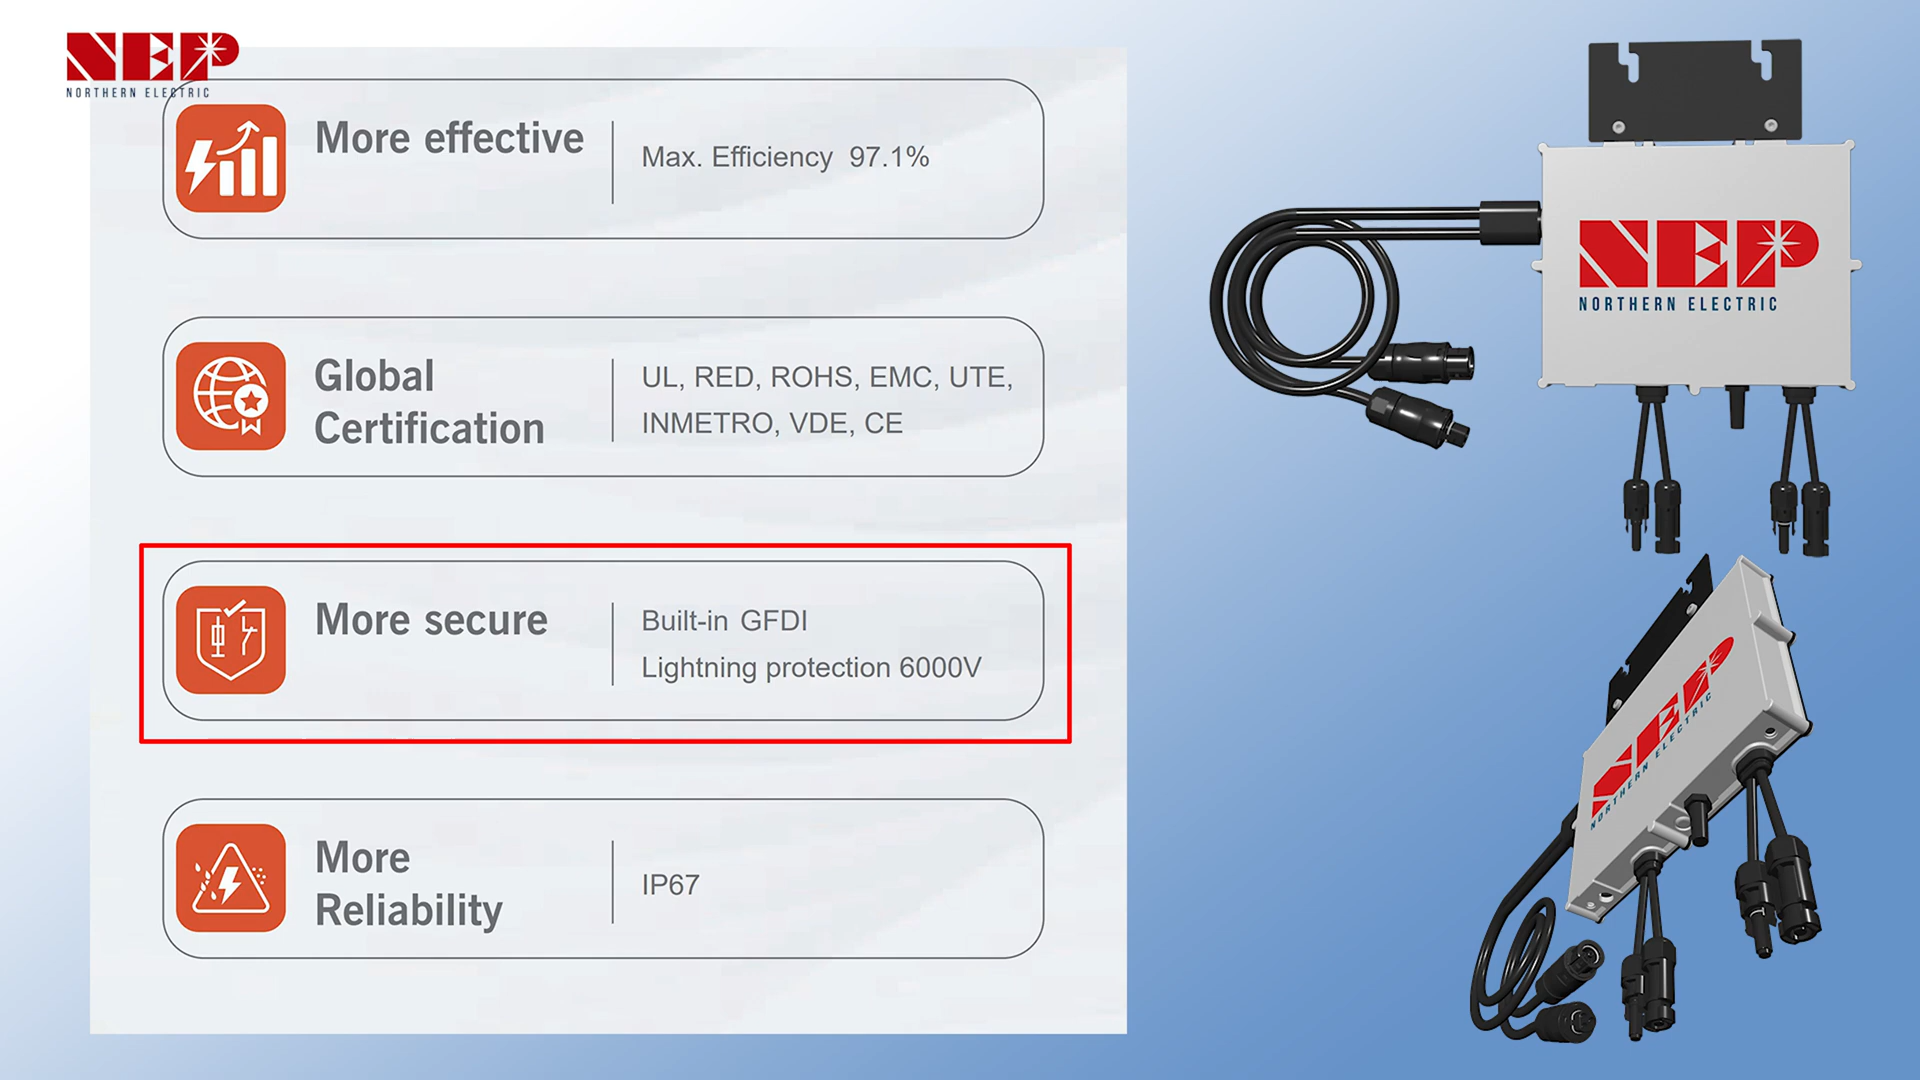 NEP
NORTHERN ELECTRIC
More effective
Max. Efficiency 97.1%
Global
Certification
UL, RED, ROHS, EMC, UTE,
INMETRO, VDE, CE
More secure
Built-in GFDI
Lightning protection 6000V
More
Reliability
IP67
NEP
NORTHERN ELECTRIC
NEP
NORTHERN ELECTRIC